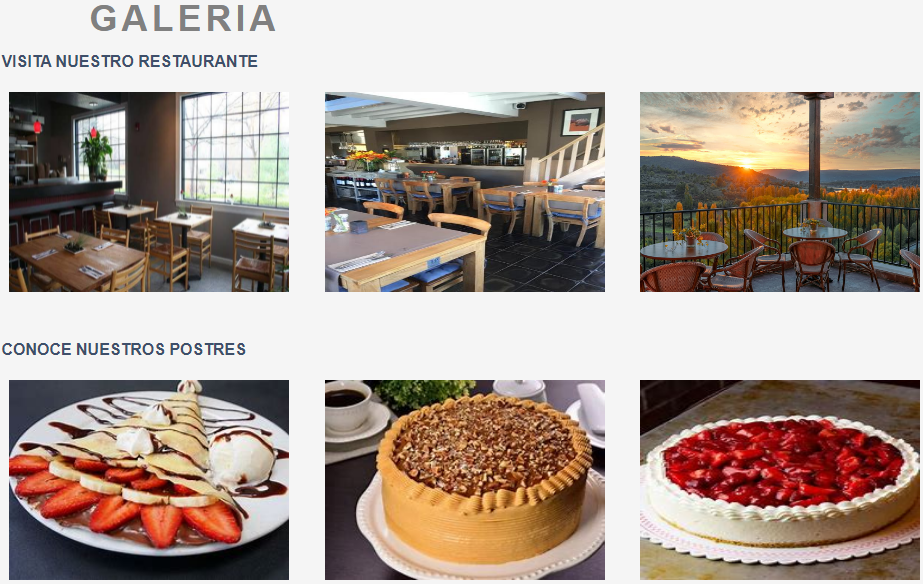 GALERIA
VISITA NUESTRO RESTAURANTE
CONOCE NUESTROS POSTRES